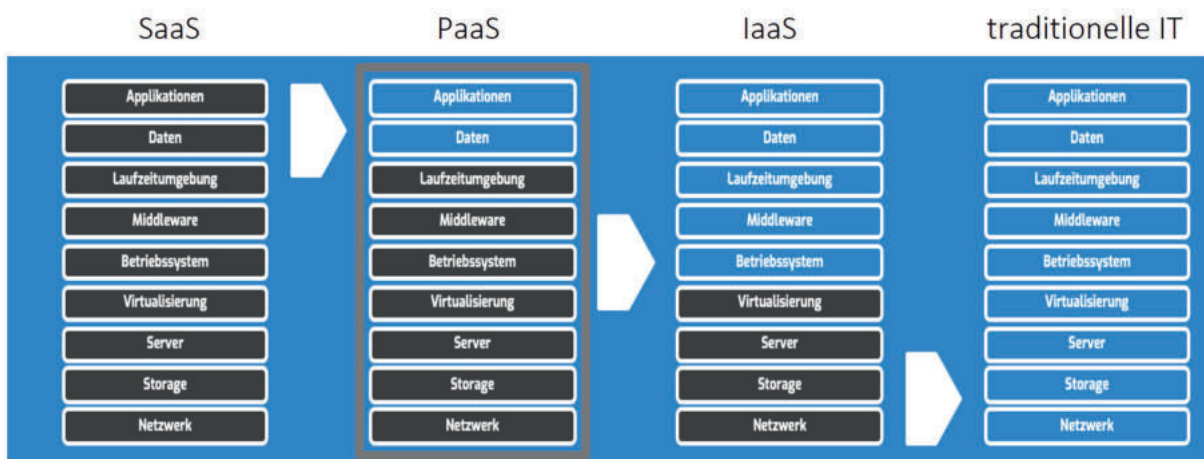 SaaS
PaaS
IaaS
traditionelle IT
Applikationen
Daten
Laufzeitumgebung
Middleware
Betriebssystem
Virtualisierung
Server
Storage
Netzwerk
Applikationen
Daten
Laufzeitumgebung
Middleware
Betriebssystem
Virtualisierung
Server
Storage
Netzwerk
Applikationen
Daten
Laufzeitumgebung
Middleware
Betriebssystem
Virtualisierung
Server
Storage
Netzwerk
Applikationen
Daten
Laufzeitumgebung
Middleware
Betriebssystem
Virtualisierung
Server
Storage
Netzwerk